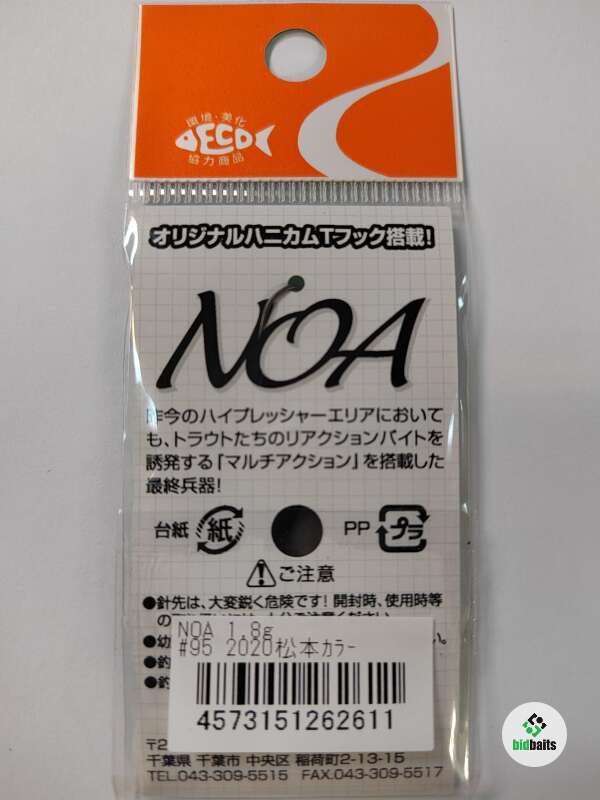 環境・美化
ECO
協力商品
オリジナルハニカムTフック搭載!
NOA
昨今のハイプレッシャーエリアにおいて
も、トラウトたちのリアクションバイトを
誘発する「マルチアクション」を搭載した
最終兵器!
台紙 紙 PP プラ
ご注意
●針先は、大変鋭く危険です!開封時、使用時等
の
●幼 い。
●釣
●釣
NOA 1.8g
#95 2020松本カラー
4573151262611
〒2
千葉県 千葉市 中央区 稲荷町2-13-15
TEL.043-309-5515 FAX.043-309-5517
bidbaits